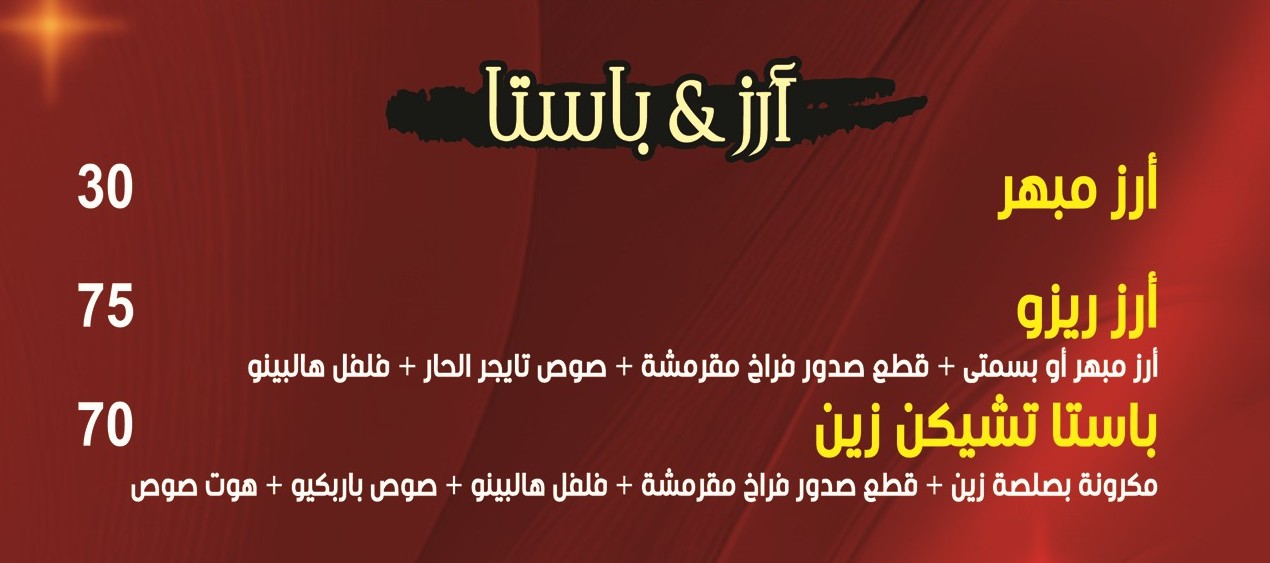 أرز & باستا
أرز مبهر 30
أرز ريزو 75
أرز مبهر أو بسمتى + قطع صدور فراخ مقرمشة + صوص تايجر الحار + فلفل هالبينو
باستا تشيكن زين 70
مكرونة بصلصة زين + قطع صدور فراخ مقرمشة + فلفل هالبينو + صوص باربكيو + هوت صوص